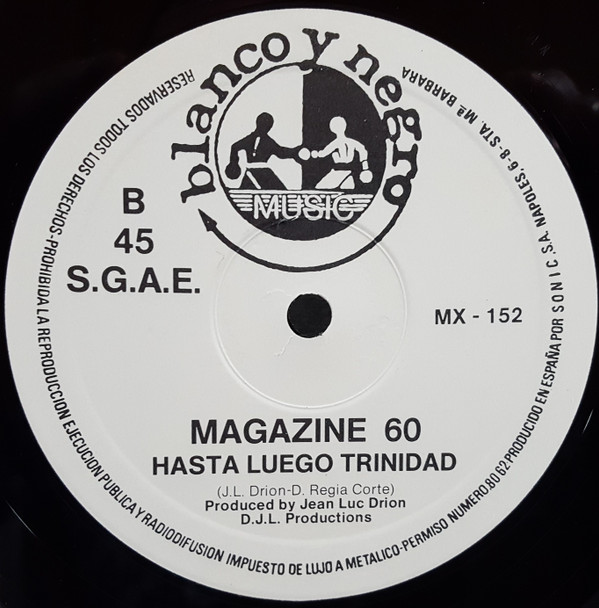 blanco y negro
MUSIC
B
45
S.G.A.E.
MX - 152
MAGAZINE 60
HASTA LUEGO TRINIDAD
(J.L. Drion-D. Regia Corte)
Produced by Jean Luc Drion
D.J.L. Productions
RESERVADOS TODOS LOS DERECHOS-PROHIBIDA LA REPRODUCCION EJECUCION PUBLICA Y RADIODIFUSION IMPUESTO DE LUJO A METALICO-PERMISO NUMERO.80 62 PRODUCIDO EN ESPAÑA POR S O N I C S.A. NAPOLES, 6-8-STA. Mª BARBARA